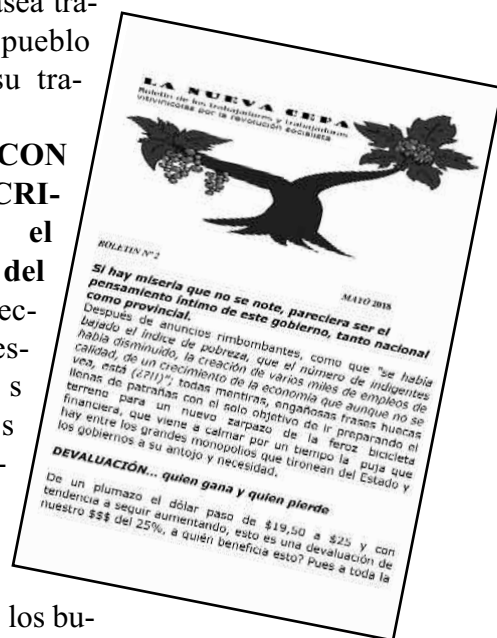 asea tra-
pueblo
su tra-
CON
CRI-
el
del
ec-
es-
s
s
-
los bu-
LA NUEVA CEPA
Boletin de los trabajadores y trabajadoras
vitivinicolas por la revolución socialista
BOLETIN Nº 2
MAYO 2018
Si hay miseria que no se note, pareciera ser el
pensamiento íntimo de este gobierno, tanto nacional
como provincial.
Después de anuncios rimbombantes, como que "se había
bajado el índice de pobreza, que el número de indigentes
había disminuido, la creación de varios miles de empleos de
calidad, de un crecimiento de la economía que aunque no se
vea, está (¿?!!)"; todas mentiras, engañosas frases huecas
llenas de patrañas con el solo objetivo de ir preparando el
terreno para un nuevo zarpazo de la feroz bicicleta
financiera, que viene a calmar por un tiempo la puja que
hay entre los grandes monopolios que tironean del Estado y
los gobiernos a su antojo y necesidad.
DEVALUACIÓN... quien gana y quien pierde
De un plumazo el dólar paso de $19,50 a $25 y con
tendencia a seguir aumentando, esto es una devaluación de
nuestro $$$ del 25%, a quién beneficia esto? Pues a toda la